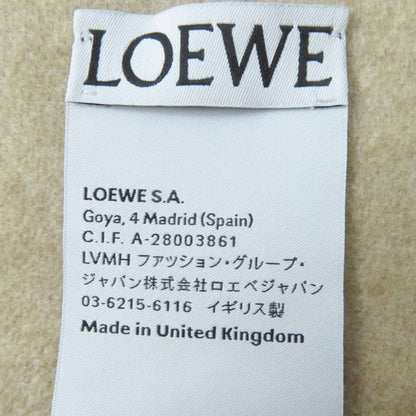 LOEWE
LOEWE S.A.
Goya, 4 Madrid (Spain)
C.I.F. A-28003861
LVMH ファッション・グループ・
ジャパン株式会社ロエベジャパン
03-6215-6116 イギリス製
Made in United Kingdom